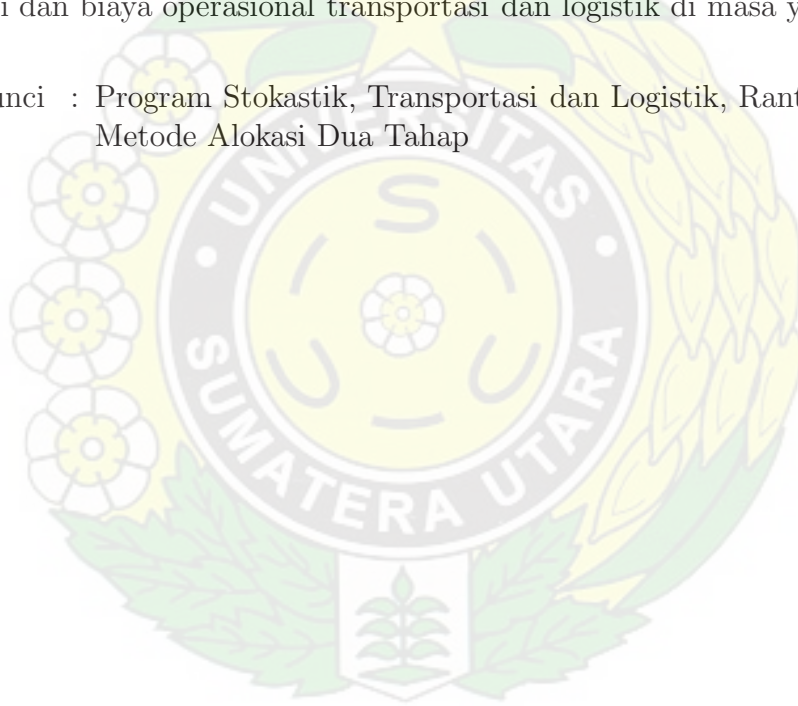 i dan biaya operasional transportasi dan logistik di masa y
unci : Program Stokastik, Transportasi dan Logistik, Rant
Metode Alokasi Dua Tahap
UNIVERSITAS
SUMATERA UTARA